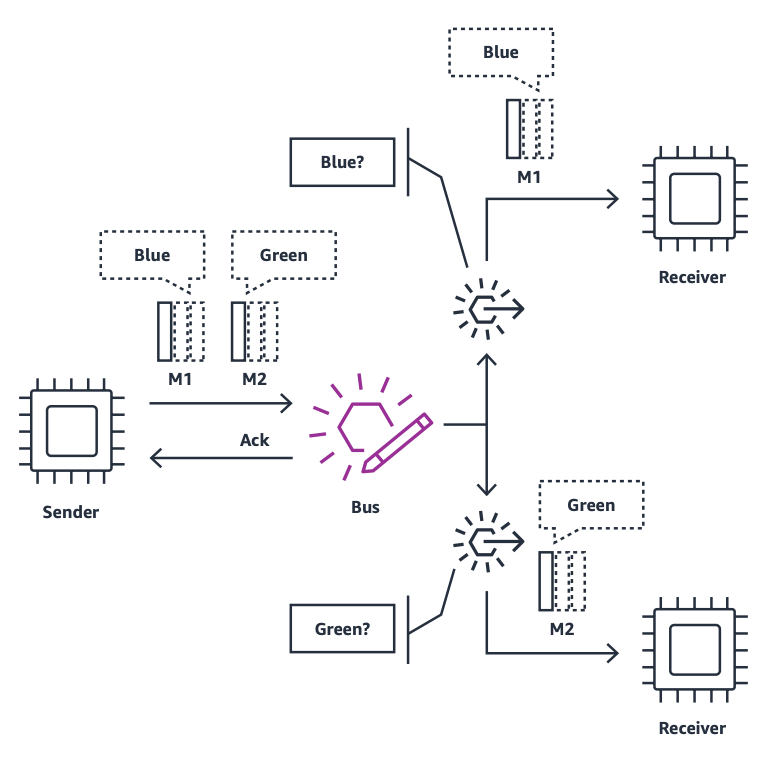 Blue
M1
Blue?
Receiver
Blue
Green
M1
M2
Ack
Sender
Bus
Green
M2
Green?
Receiver